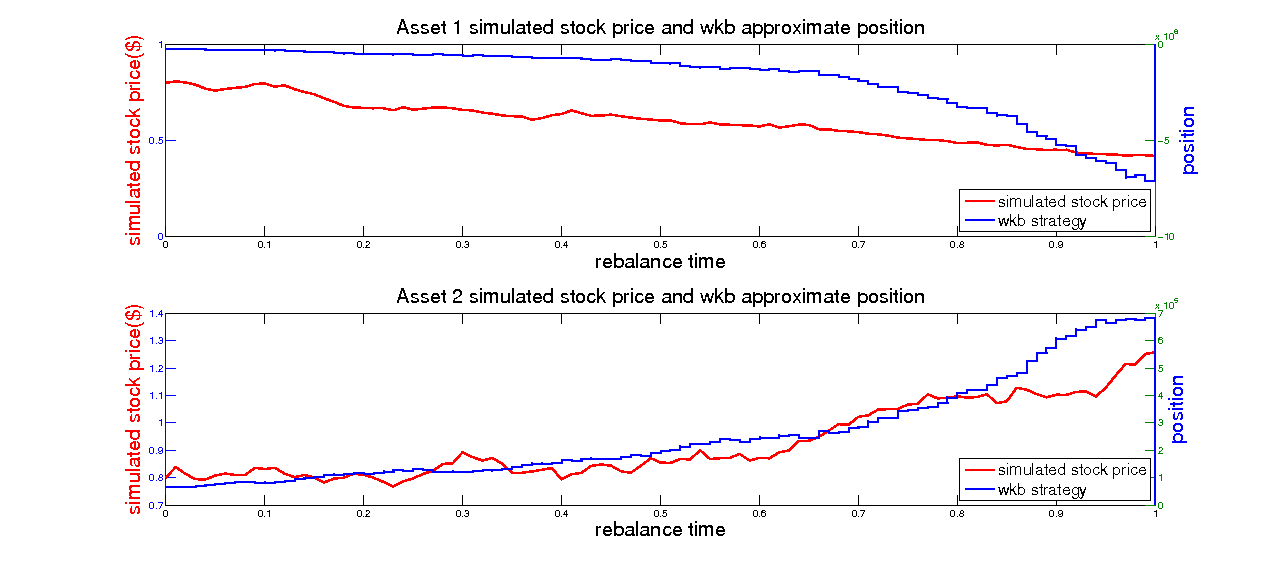 Asset 1 simulated stock price and wkb approximate position
simulated stock price($)
1
0.5
0
0
-5
-10
position
simulated stock price
wkb strategy
0 0.1 0.2 0.3 0.4 0.5 0.6 0.7 0.8 0.9 1
rebalance time
Asset 2 simulated stock price and wkb approximate position
simulated stock price($)
1.4
1.3
1.2
1.1
1
0.9
0.8
0.7
7
6
5
4
3
2
1
0
position
simulated stock price
wkb strategy
0 0.1 0.2 0.3 0.4 0.5 0.6 0.7 0.8 0.9 1
rebalance time